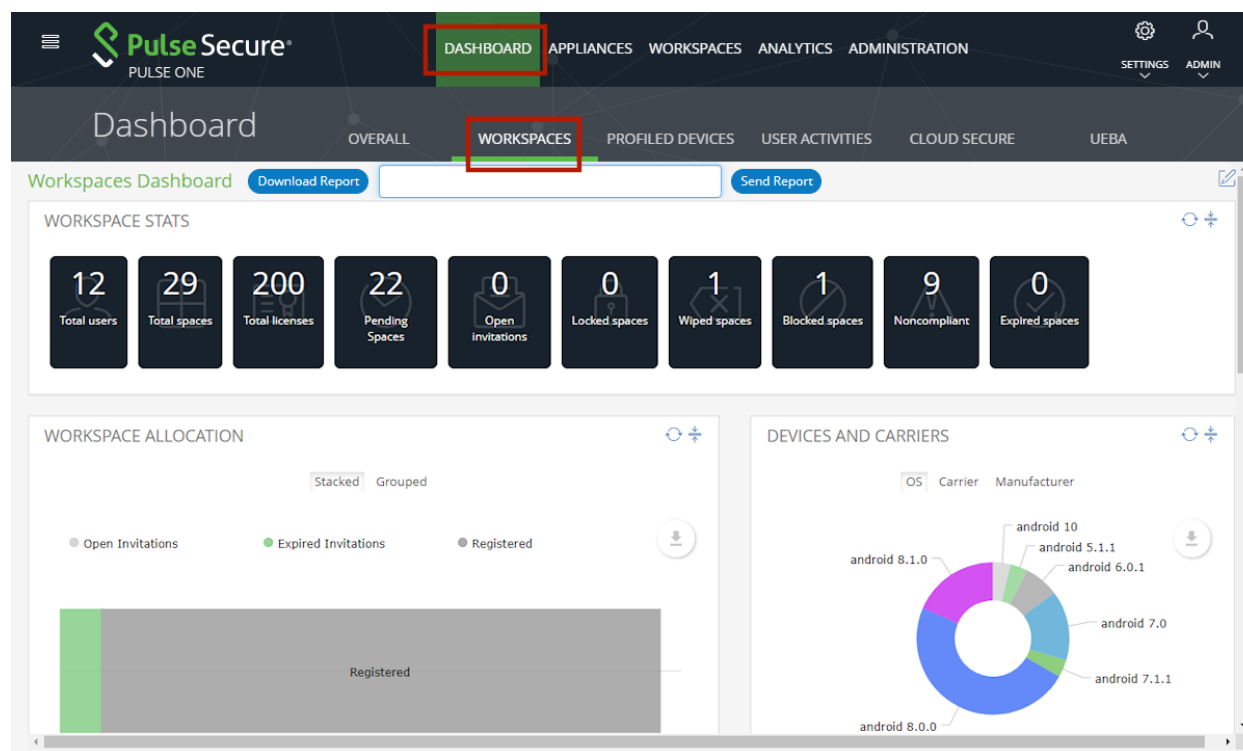 Pulse Secure®
PULSE ONE
DASHBOARD APPLIANCES WORKSPACES ANALYTICS ADMINISTRATION
SETTINGS ADMIN
Dashboard
OVERALL WORKSPACES PROFILED DEVICES USER ACTIVITIES CLOUD SECURE UEBA
Workspaces Dashboard Download Report Send Report
WORKSPACE STATS
12 29 200 22 0 0 1 1 9 0
Total users Total spaces Total licenses Pending Spaces Open invitations Locked spaces Wiped spaces Blocked spaces Noncompliant Expired spaces
WORKSPACE ALLOCATION
Stacked Grouped
Open Invitations Expired Invitations Registered
Registered
DEVICES AND CARRIERS
OS Carrier Manufacturer
android 10
android 5.1.1
android 8.1.0
android 6.0.1
android 7.0
android 7.1.1
android 8.0.0